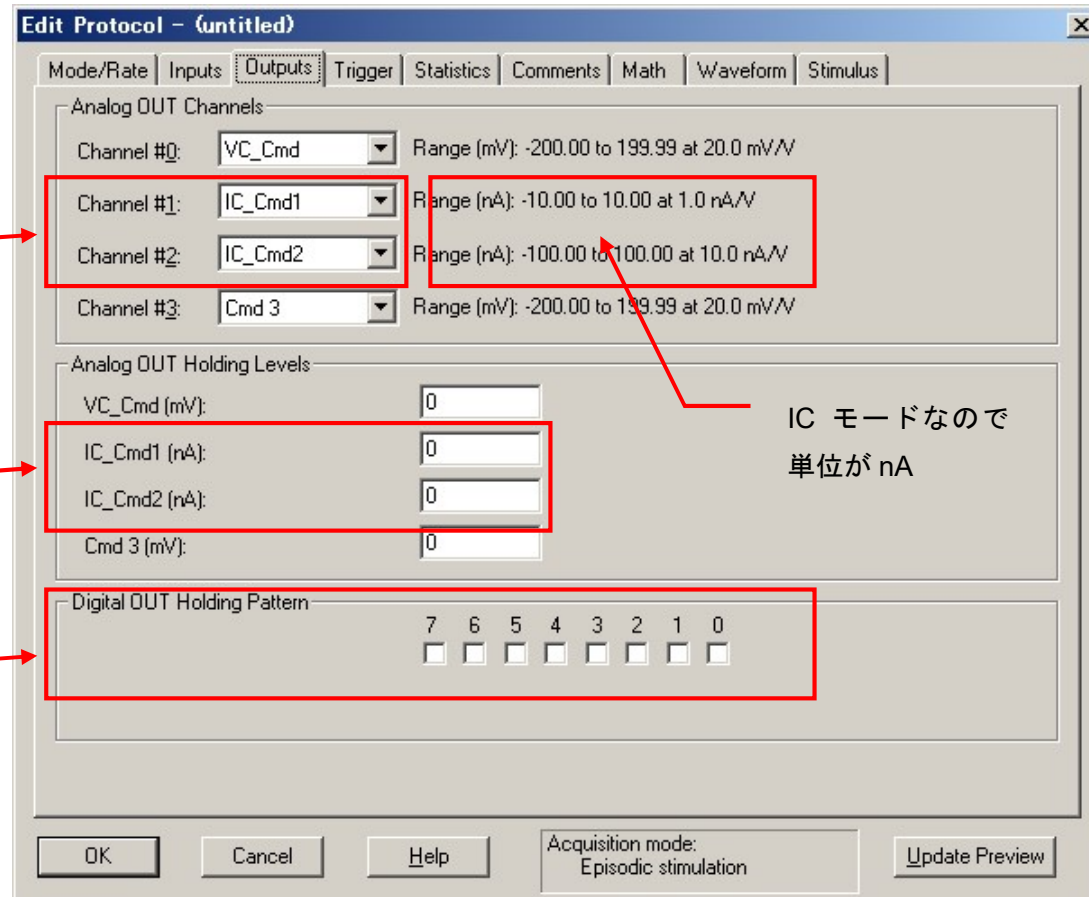 Edit Protocol - (untitled)
Mode/Rate Inputs Outputs Trigger Statistics Comments Math Waveform Stimulus
Analog OUT Channels
Channel #0: VC_Cmd Range (mV): -200.00 to 199.99 at 20.0 mV/V
Channel #1: IC_Cmd1 Range (nA): -10.00 to 10.00 at 1.0 nA/V
Channel #2: IC_Cmd2 Range (nA): -100.00 to 100.00 at 10.0 nA/V
Channel #3: Cmd 3 Range (mV): -200.00 to 199.99 at 20.0 mV/V
Analog OUT Holding Levels
VC_Cmd (mV): 0
IC_Cmd1 (nA): 0
IC_Cmd2 (nA): 0
Cmd 3 (mV): 0
IC モードなので
単位が nA
Digital OUT Holding Pattern
7 6 5 4 3 2 1 0
OK Cancel Help Acquisition mode: Update Preview
Episodic stimulation